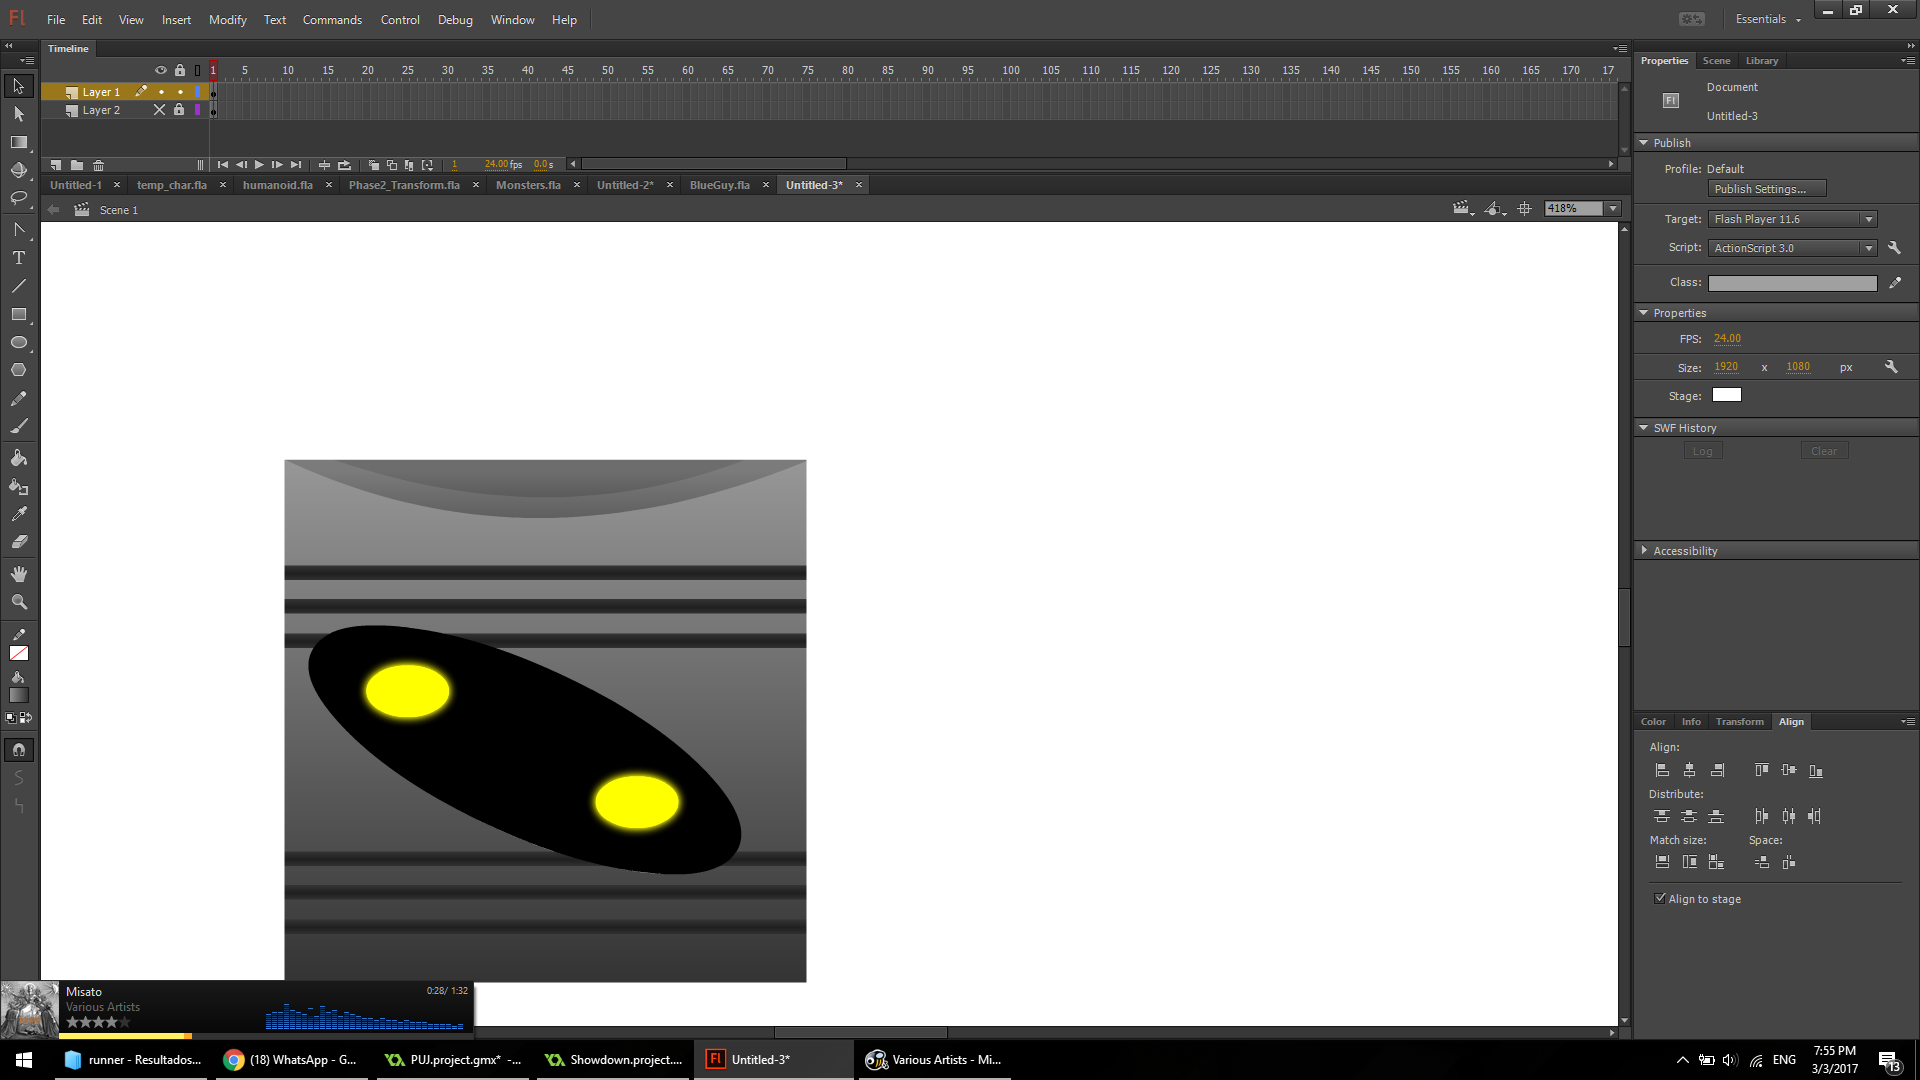 Fl File Edit View Insert Modify Text Commands Control Debug Window Help Essentials
Timeline
1 5 10 15 20 25 30 35 40 45 50 55 60 65 70 75 80 85 90 95 100 105 110 115 120 125 130 135 140 145 150 155 160 165 170 17
Layer 1
Layer 2
1 24.00 fps 0.0 s
Untitled-1 temp_char.fla humanoid.fla Phase2_Transform.fla Monsters.fla Untitled-2* BlueGuy.fla Untitled-3*
Scene 1 418%
Properties Scene Library
Fl
Document
Untitled-3
Publish
Profile: Default
Publish Settings...
Target: Flash Player 11.6
Script: ActionScript 3.0
Class:
Properties
FPS: 24.00
Size: 1920 x 1080 px
Stage:
SWF History
Log Clear
Accessibility
Color Info Transform Align
Align:
Distribute:
Match size: Space:
Align to stage
Misato 0:28/ 1:32
Various Artists
runner - Resultados... (18) WhatsApp - G... PUJ.project.gmx* -... Showdown.project.... Fl Untitled-3* Various Artists - Mi... ENG
7:55 PM
3/3/2017
13